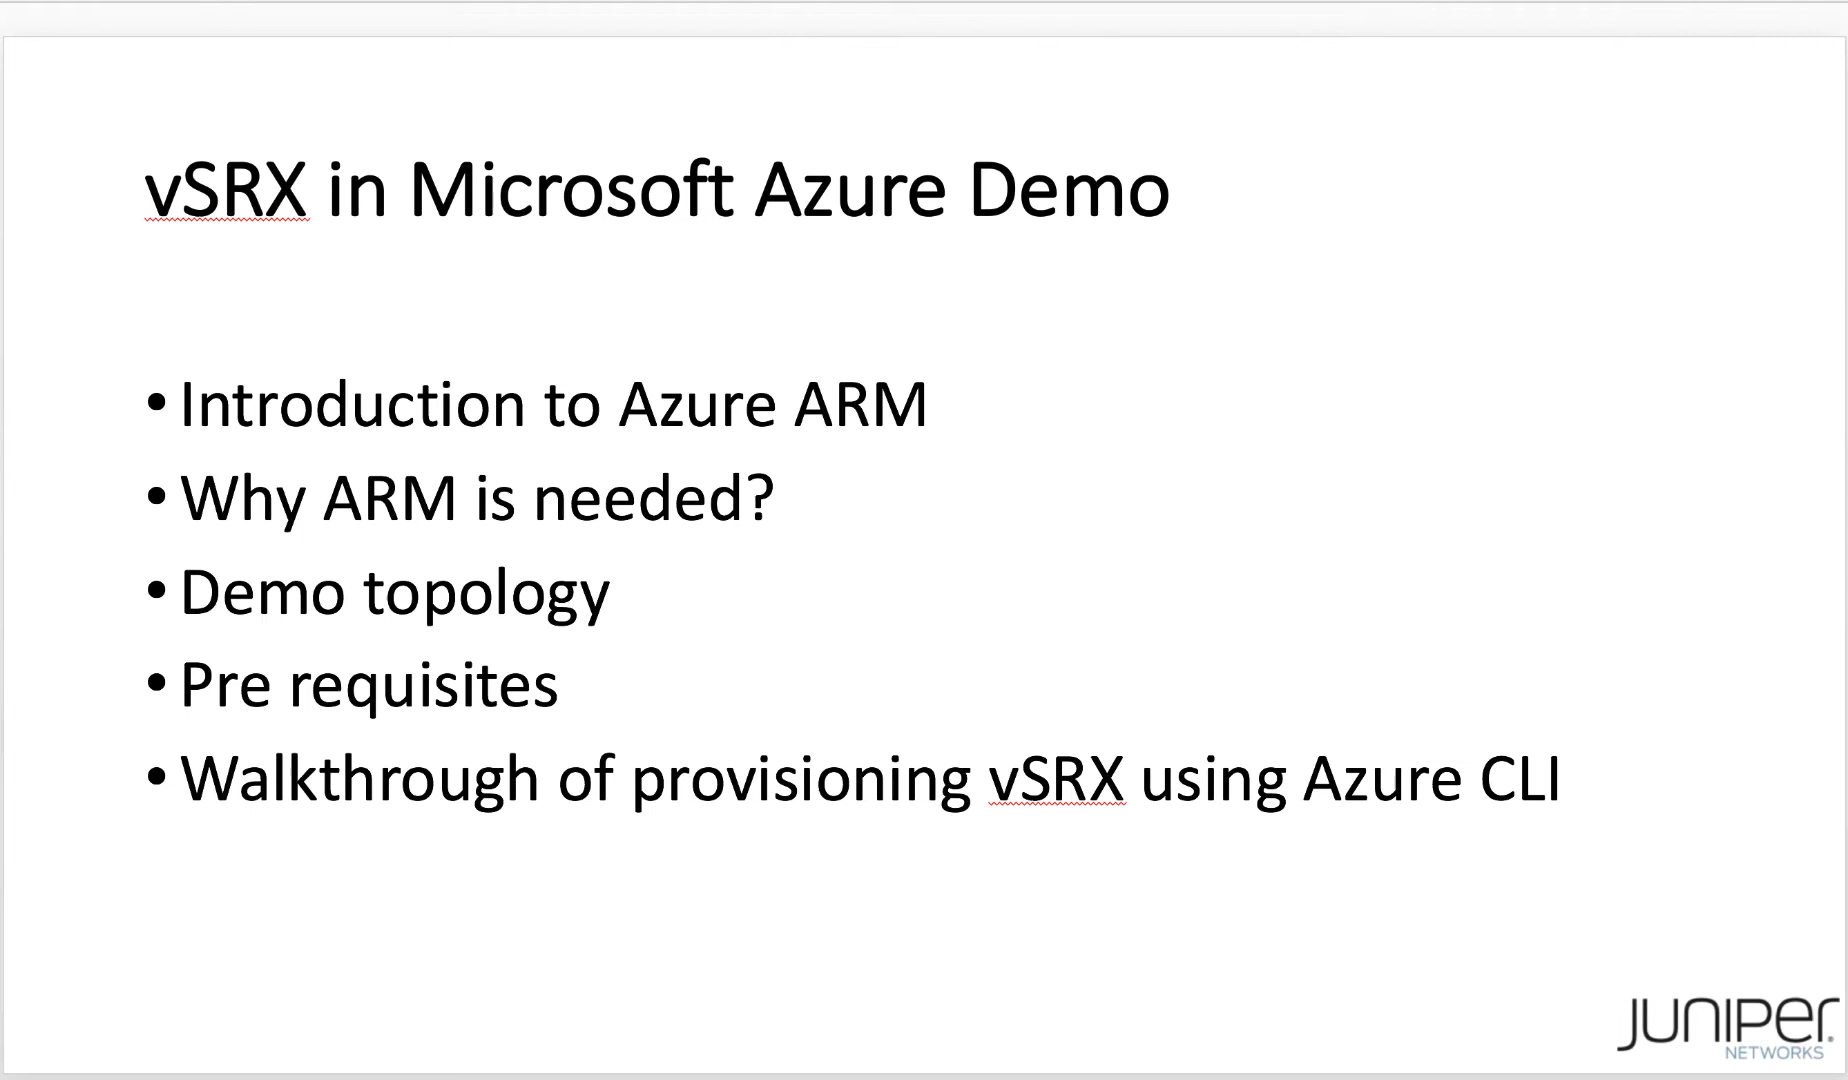 vSRX in Microsoft Azure Demo
• Introduction to Azure ARM
• Why ARM is needed?
• Demo topology
• Pre requisites
• Walkthrough of provisioning vSRX using Azure CLI
JUNIPER
NETWORKS